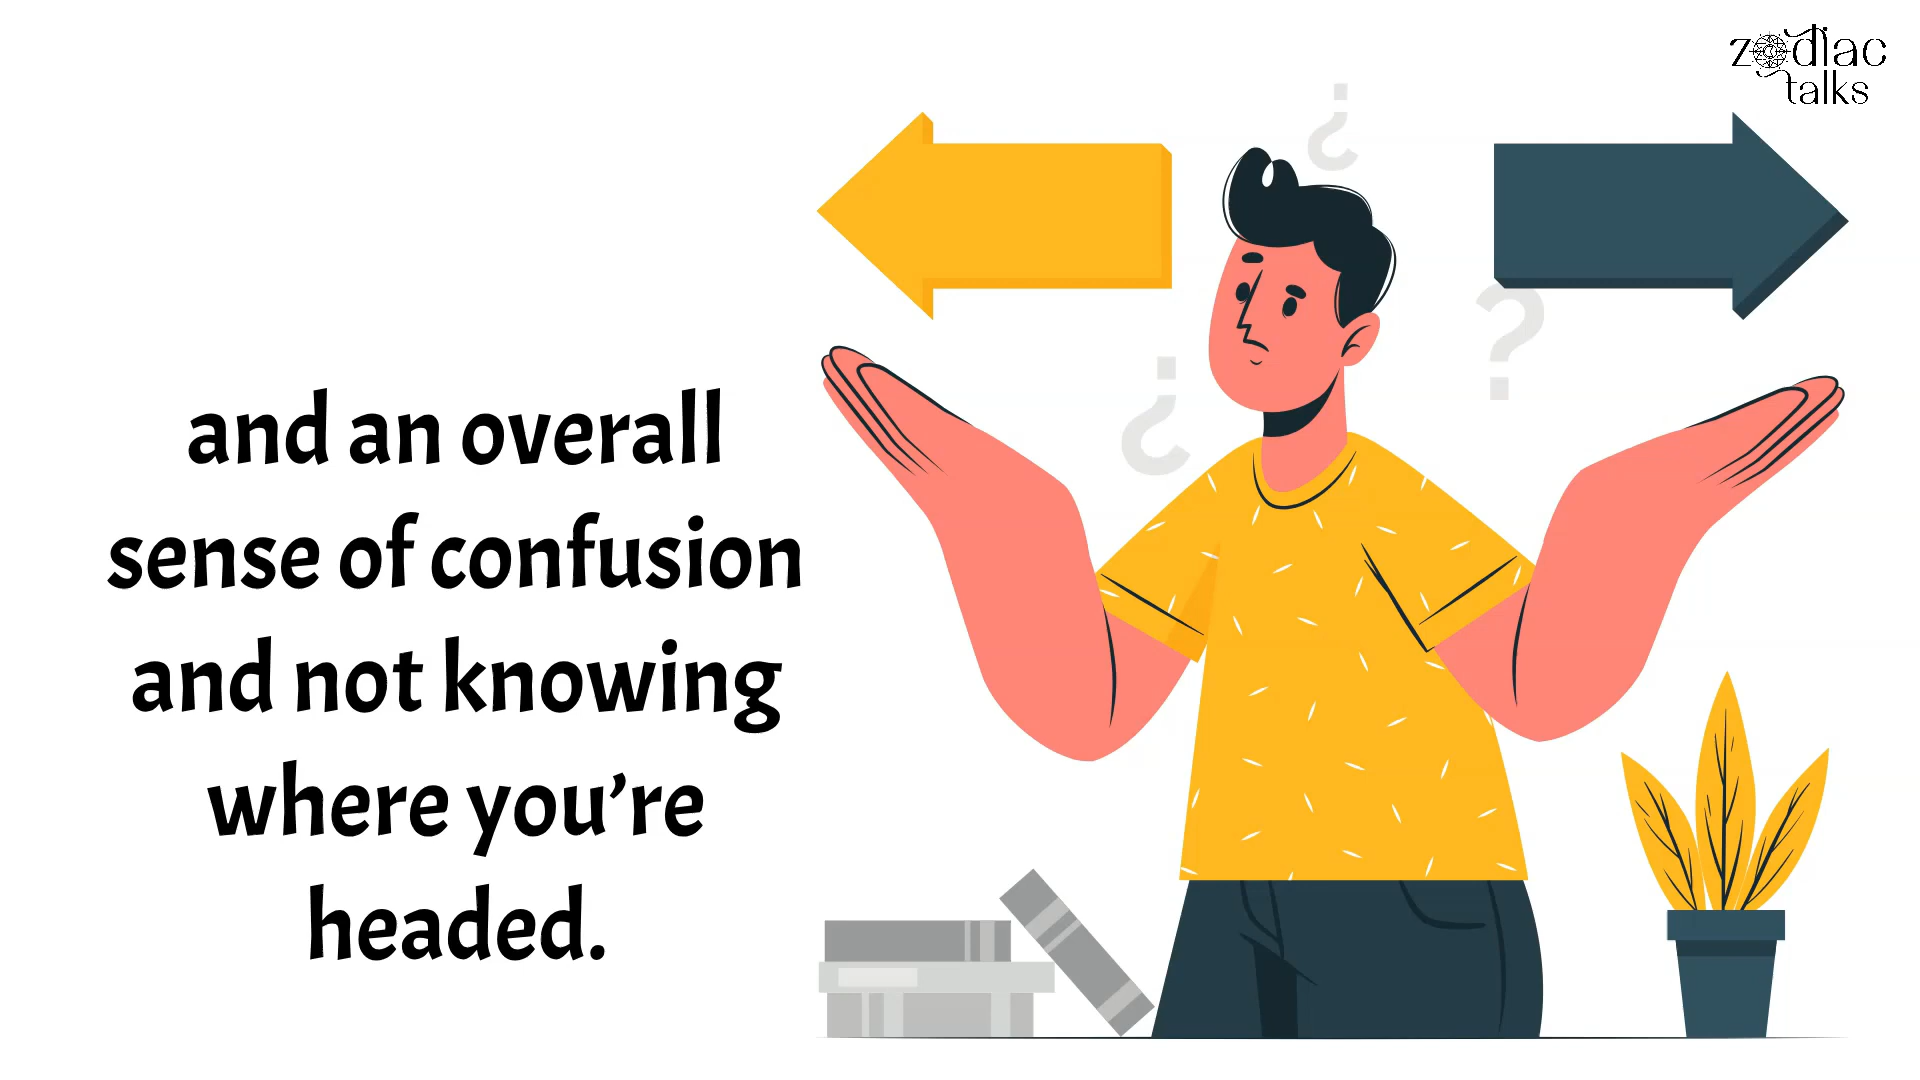 zodiac
talks
and an overall
sense of confusion
and not knowing
where you’re
headed.